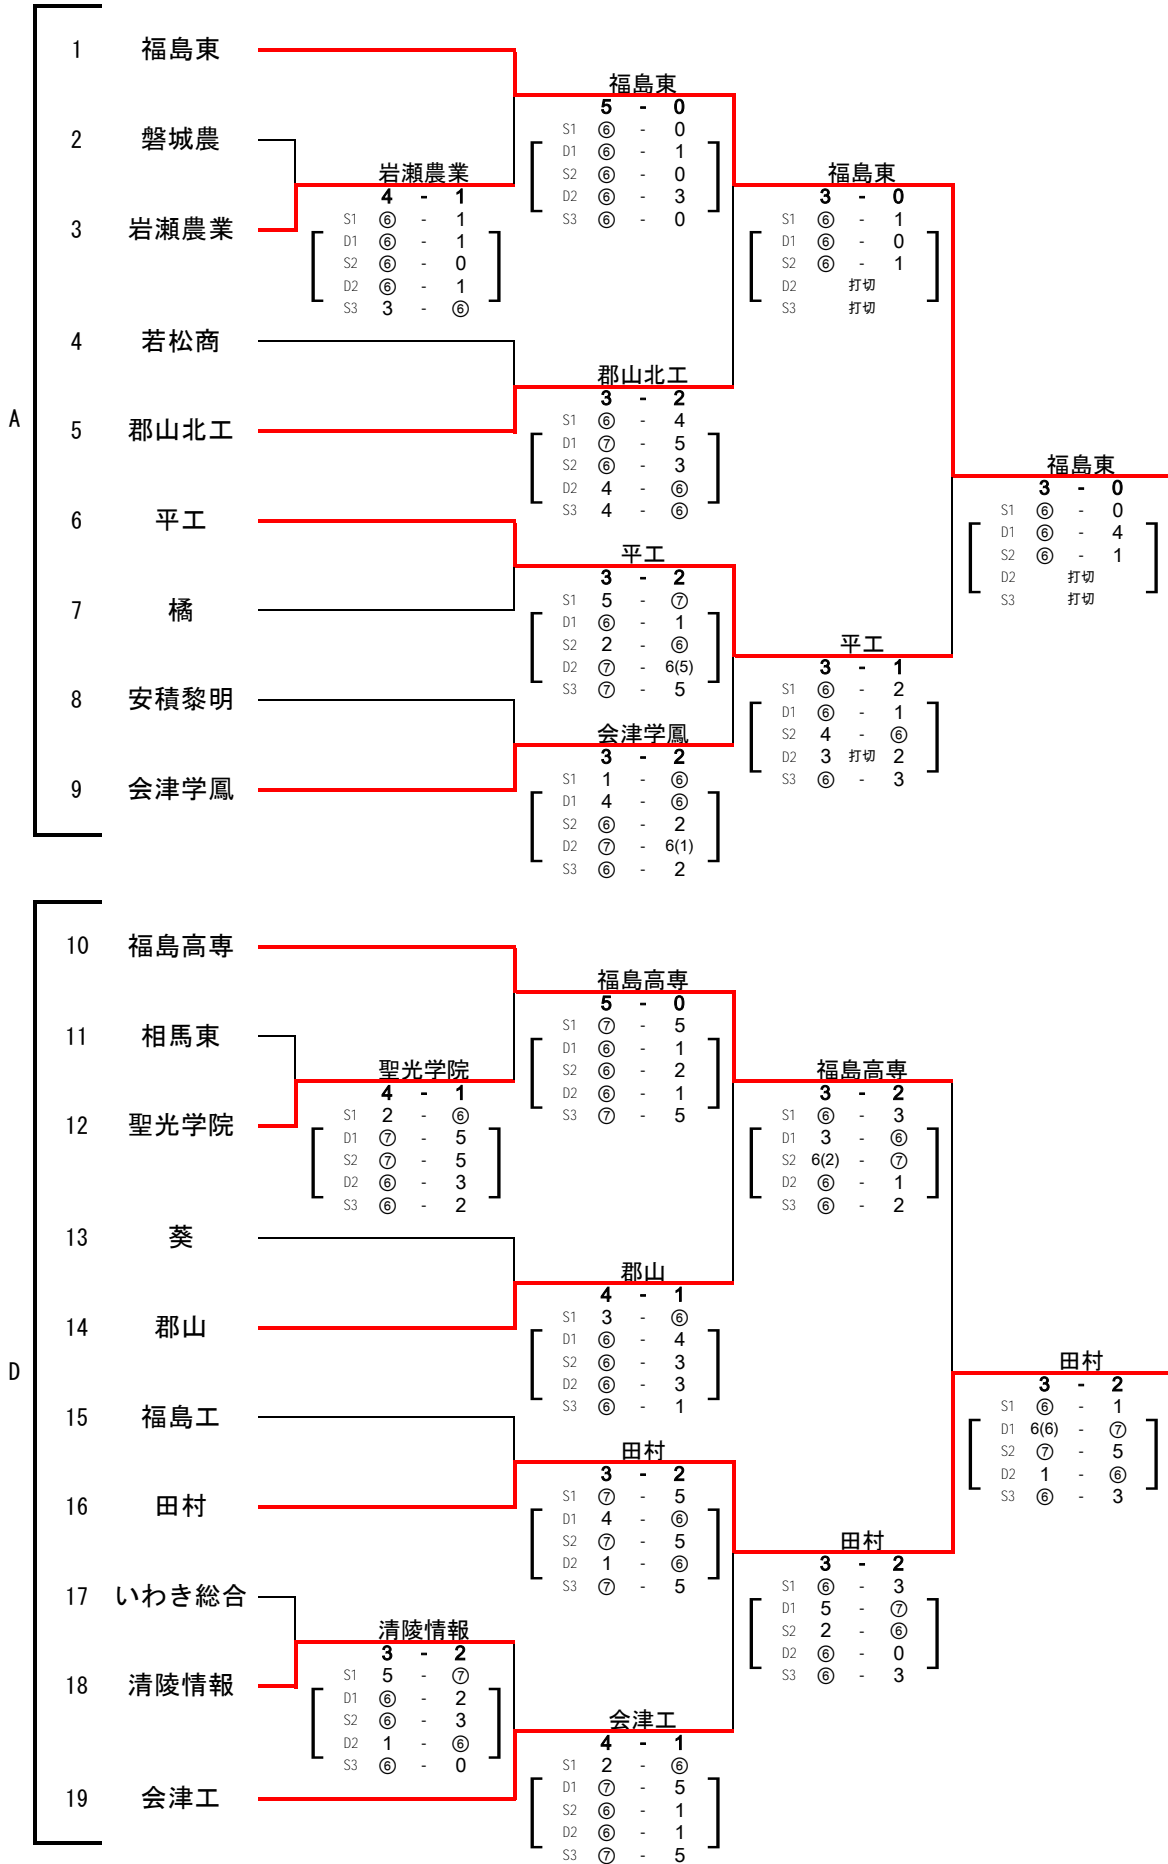 A
1 福島東
2 磐城農
3 岩瀬農業
4 若松商
5 郡山北工
6 平工
7 橘
8 安積黎明
9 会津学鳳
岩瀬農業
4 - 1
S1 ⑥ - 1
D1 ⑥ - 1
S2 ⑥ - 0
D2 ⑥ - 1
S3 3 - ⑥
福島東
5 - 0
S1 ⑥ - 0
D1 ⑥ - 1
S2 ⑥ - 0
D2 ⑥ - 3
S3 ⑥ - 0
郡山北工
3 - 2
S1 ⑥ - 4
D1 ⑦ - 5
S2 ⑥ - 3
D2 4 - ⑥
S3 4 - ⑥
平工
3 - 2
S1 5 - ⑦
D1 ⑥ - 1
S2 2 - ⑥
D2 ⑦ - 6(5)
S3 ⑦ - 5
会津学鳳
3 - 2
S1 1 - ⑥
D1 4 - ⑥
S2 ⑥ - 2
D2 ⑦ - 6(1)
S3 ⑥ - 2
福島東
3 - 0
S1 ⑥ - 1
D1 ⑥ - 0
S2 ⑥ - 1
D2 打切
S3 打切
平工
3 - 1
S1 ⑥ - 2
D1 ⑥ - 1
S2 4 - ⑥
D2 3 打切 2
S3 ⑥ - 3
福島東
3 - 0
S1 ⑥ - 0
D1 ⑥ - 4
S2 ⑥ - 1
D2 打切
S3 打切
D
10 福島高専
11 相馬東
12 聖光学院
13 葵
14 郡山
15 福島工
16 田村
17 いわき総合
18 清陵情報
19 会津工
聖光学院
4 - 1
S1 2 - ⑥
D1 ⑦ - 5
S2 ⑦ - 5
D2 ⑥ - 3
S3 ⑥ - 2
清陵情報
3 - 2
S1 5 - ⑦
D1 ⑥ - 2
S2 ⑥ - 3
D2 1 - ⑥
S3 ⑥ - 0
福島高専
5 - 0
S1 ⑦ - 5
D1 ⑥ - 1
S2 ⑥ - 2
D2 ⑥ - 1
S3 ⑦ - 5
郡山
4 - 1
S1 3 - ⑥
D1 ⑥ - 4
S2 ⑥ - 3
D2 ⑥ - 3
S3 ⑥ - 1
田村
3 - 2
S1 ⑦ - 5
D1 4 - ⑥
S2 ⑦ - 5
D2 1 - ⑥
S3 ⑦ - 5
会津工
4 - 1
S1 2 - ⑥
D1 ⑦ - 5
S2 ⑥ - 1
D2 ⑥ - 1
S3 ⑦ - 5
福島高専
3 - 2
S1 ⑥ - 3
D1 3 - ⑥
S2 6(2) - ⑦
D2 ⑥ - 1
S3 ⑥ - 2
田村
3 - 2
S1 ⑥ - 3
D1 5 - ⑦
S2 2 - ⑥
D2 ⑥ - 0
S3 ⑥ - 3
田村
3 - 2
S1 ⑥ - 1
D1 6(6) - ⑦
S2 ⑦ - 5
D2 1 - ⑥
S3 ⑥ - 3